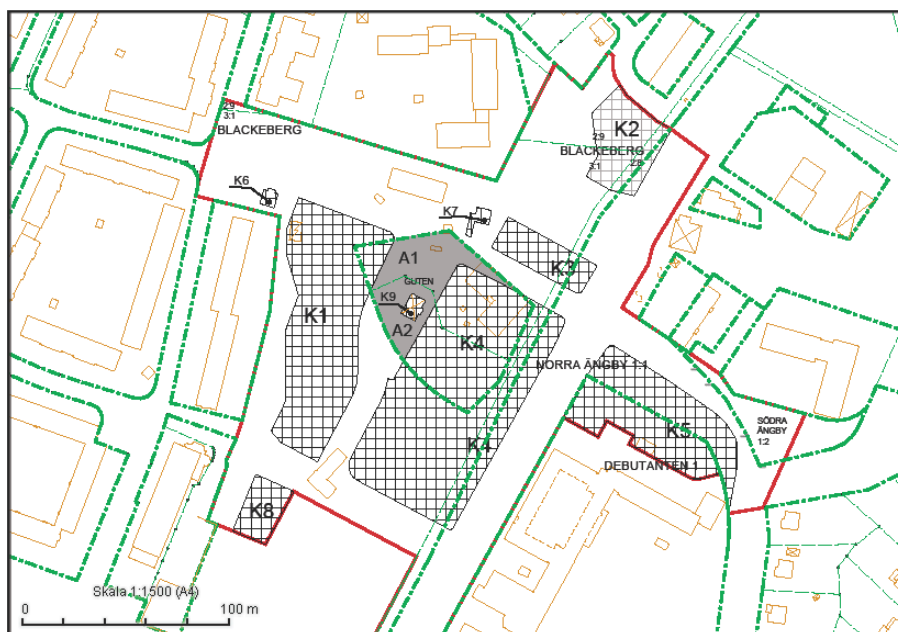 2:9
3:1
BLACKEBERG
K2
2:9
BLACKEBERG
3:1
2:8
K6
K7
A1
K3
GUTEN
K9
K1
A2
K4
NORRA ÄNGBY 1:1
SÖDRA
ÄNGBY
1:2
K5
K4
DEBUTANTEN 1
K8
Skåla 1:1500 (A4)
0
100 m